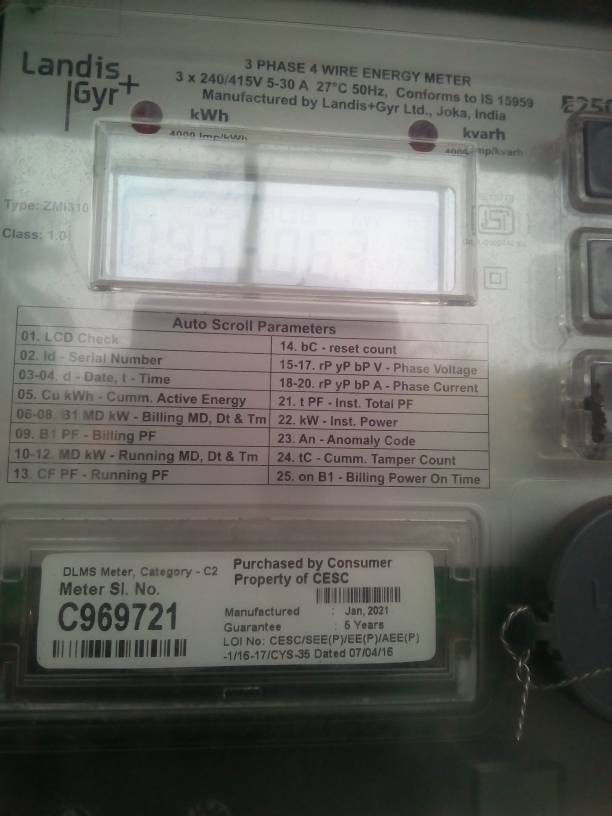 Landis
|Gyr+
3 PHASE 4 WIRE ENERGY METER
3 x 240/415V 5-30 A 27°C 50Hz, Conforms to IS 15959
Manufactured by Landis+Gyr Ltd., Joka, India
kWh
4000 Imp/kWh
kvarh
imp/kvarh
Type: ZMi310
Class: 1.0
Auto Scroll Parameters
01. LCD Check
02. Id - Serial Number
03-04. d - Date, t - Time
05. Cu kWh - Cumm. Active Energy
06-08. B1 MD kW - Billing MD, Dt & Tm
09. B1 PF - Billing PF
10-12. MD kW - Running MD, Dt & Tm
13. CF PF - Running PF
14. bC - reset count
15-17. rP yP bP V - Phase Voltage
18-20. rP yP bP A - Phase Current
21. t PF - Inst. Total PF
22. kW - Inst. Power
23. An - Anomaly Code
24. tC - Cumm. Tamper Count
25. on B1 - Billing Power On Time
DLMS Meter, Category - C2
Meter Sl. No.
C969721
Purchased by Consumer
Property of CESC
Manufactured : Jan, 2021
Guarantee : 5 Years
LOI No: CESC/SEE(P)/EE(P)/AEE(P)
-1/16-17/CYS-35 Dated 07/04/16